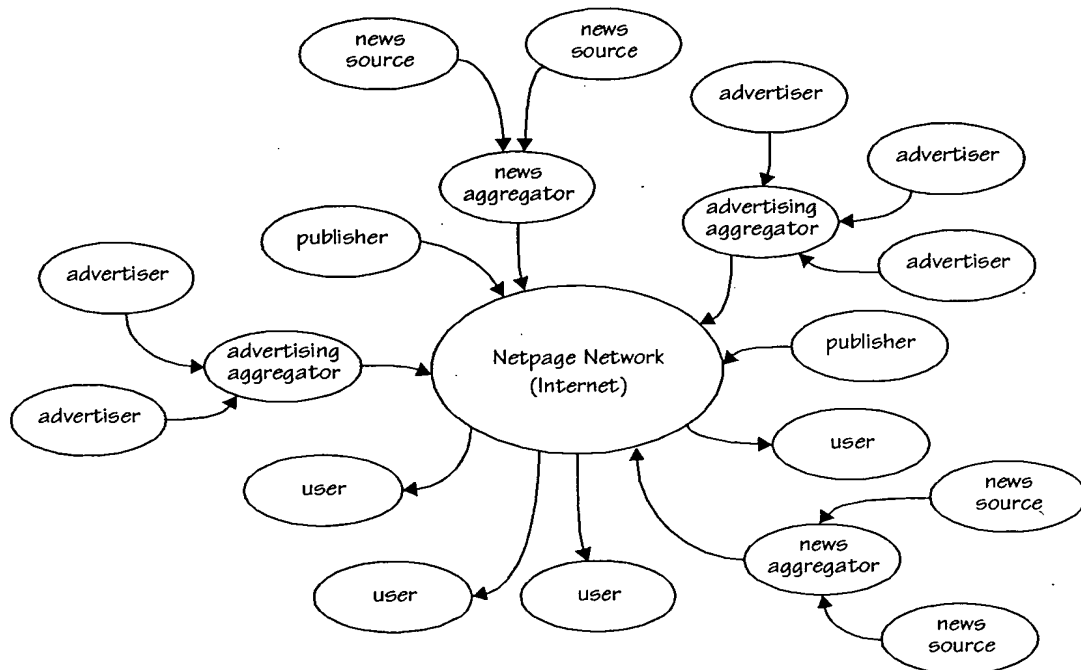 news
source
news
source
advertiser
advertiser
news
aggregator
advertising
aggregator
publisher
advertiser
advertiser
advertising
aggregator
Netpage Network
(Internet)
publisher
advertiser
user
user
news
source
news
aggregator
user
user
news
source